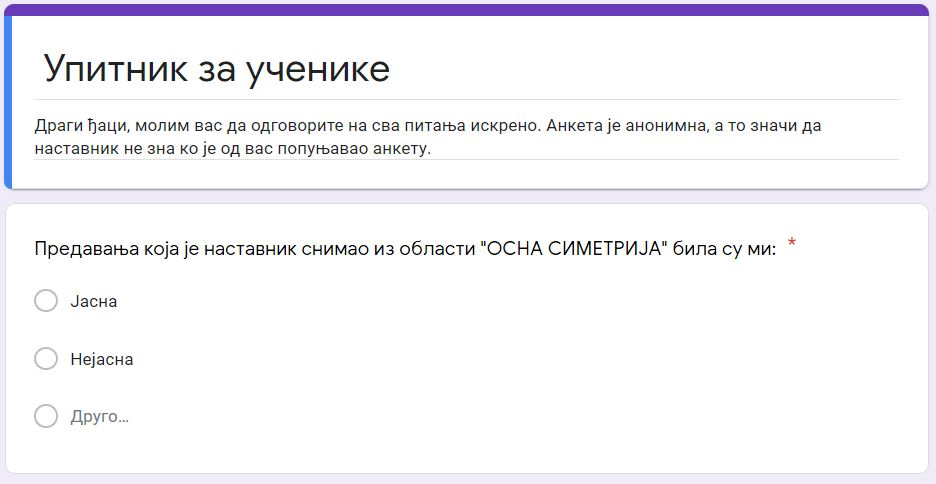 Упитник за ученике
Драги ђаци, молим вас да одговорите на сва питања искрено. Анкета је анонимна, а то значи да
наставник не зна ко је од вас попуњавао анкету.
Предавања која је наставник снимао из области "ОСНА СИМЕТРИЈА" била су ми: *
Јасна
Нејасна
Друго...